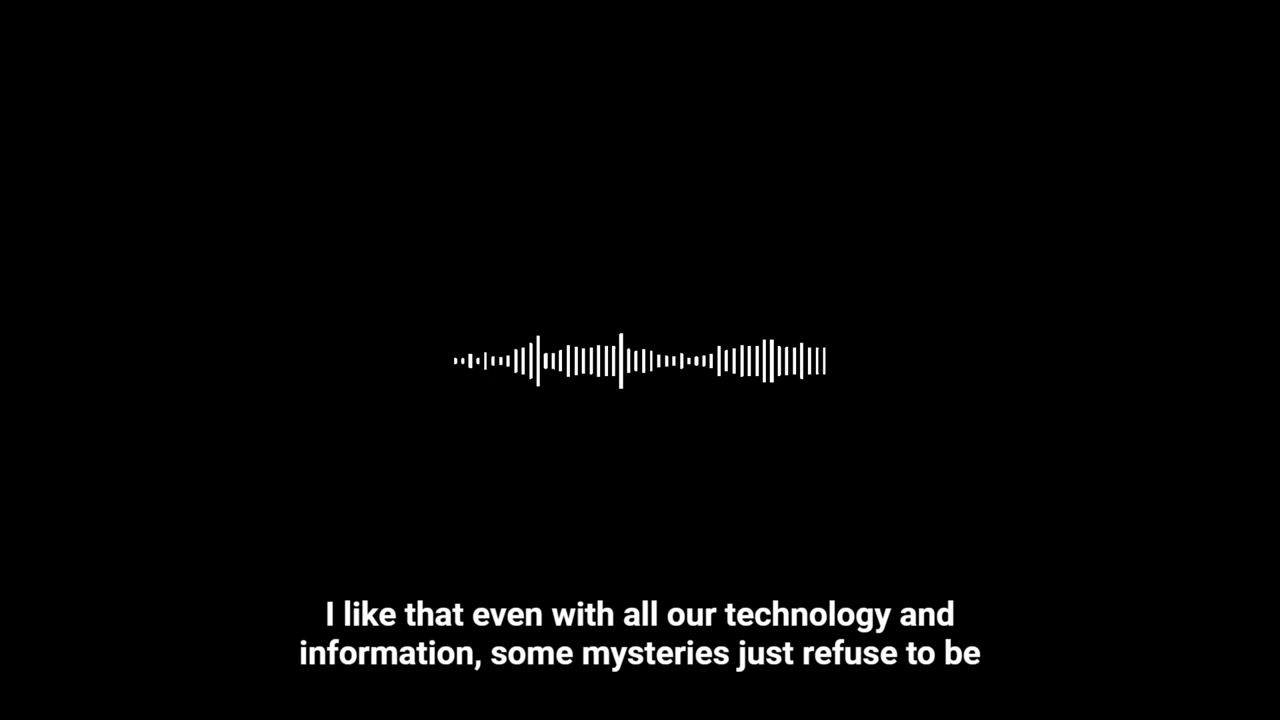 I like that even with all our technology and
information, some mysteries just refuse to be